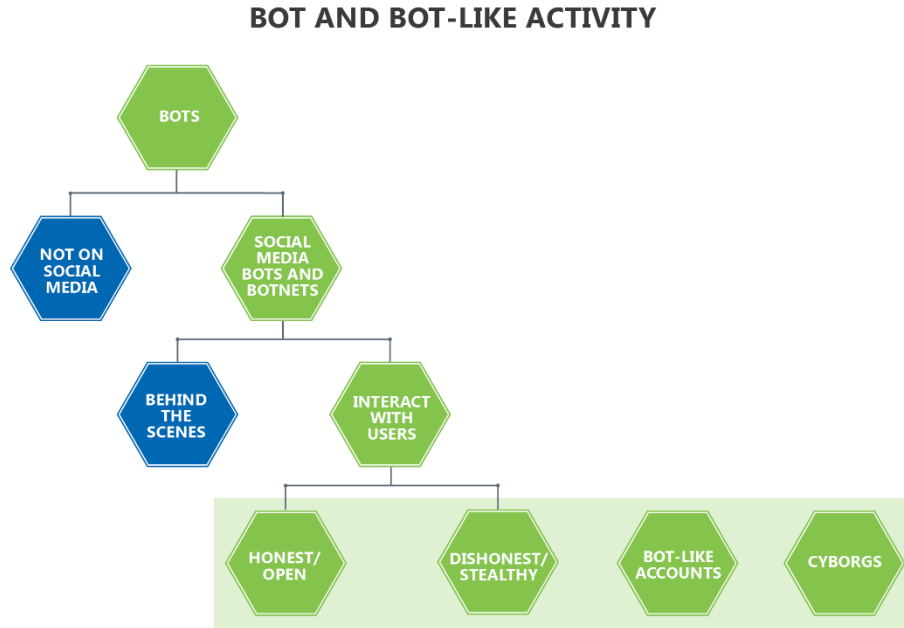 BOT AND BOT-LIKE ACTIVITY
BOTS
NOT ON
SOCIAL
MEDIA
SOCIAL
MEDIA
BOTS AND
BOTNETS
BEHIND
THE
SCENES
INTERACT
WITH
USERS
HONEST/
OPEN
DISHONEST/
STEALTHY
BOT-LIKE
ACCOUNTS
CYBORGS